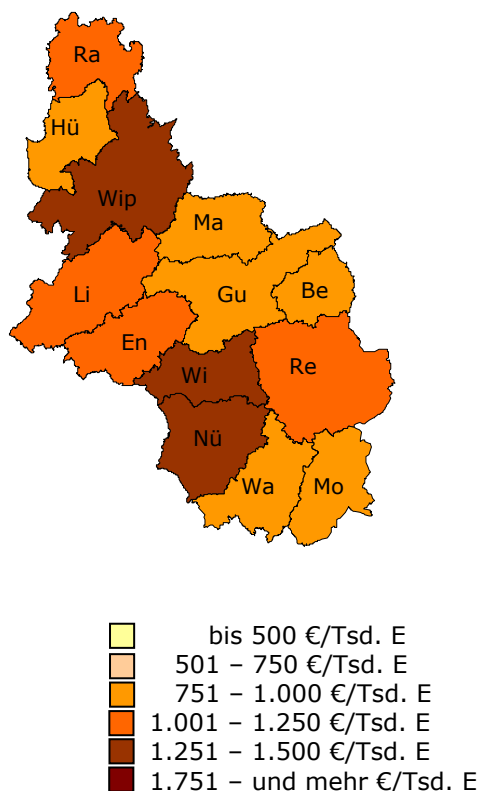 Ra
Hü
Wip
Ma
Li
Gu
Be
En
Wi
Re
Nü
Wa
Mo
bis 500 €/Tsd. E
501 – 750 €/Tsd. E
751 – 1.000 €/Tsd. E
1.001 – 1.250 €/Tsd. E
1.251 – 1.500 €/Tsd. E
1.751 – und mehr €/Tsd. E